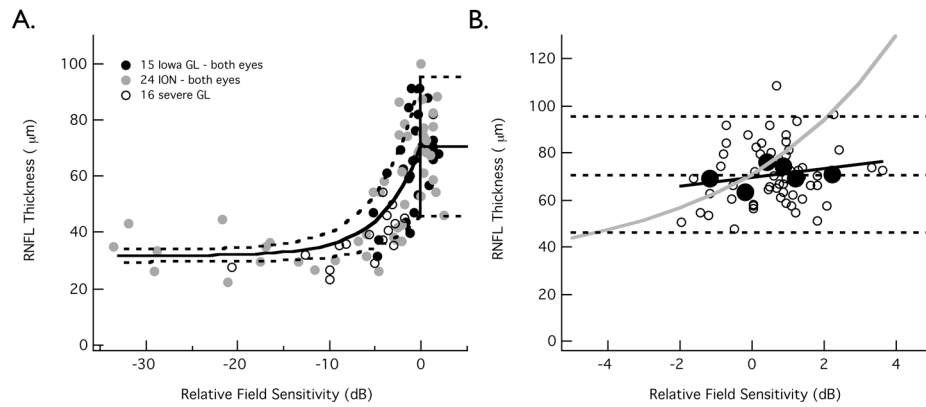 A.
B.
15 Iowa GL - both eyes
24 ION - both eyes
16 severe GL
RNFL Thickness ( μm)
100
80
60
40
20
0
-30
-20
-10
0
Relative Field Sensitivity (dB)
RNFL Thickness ( μm)
120
100
80
60
40
20
0
-4
-2
0
2
4
Relative Field Sensitivity (dB)